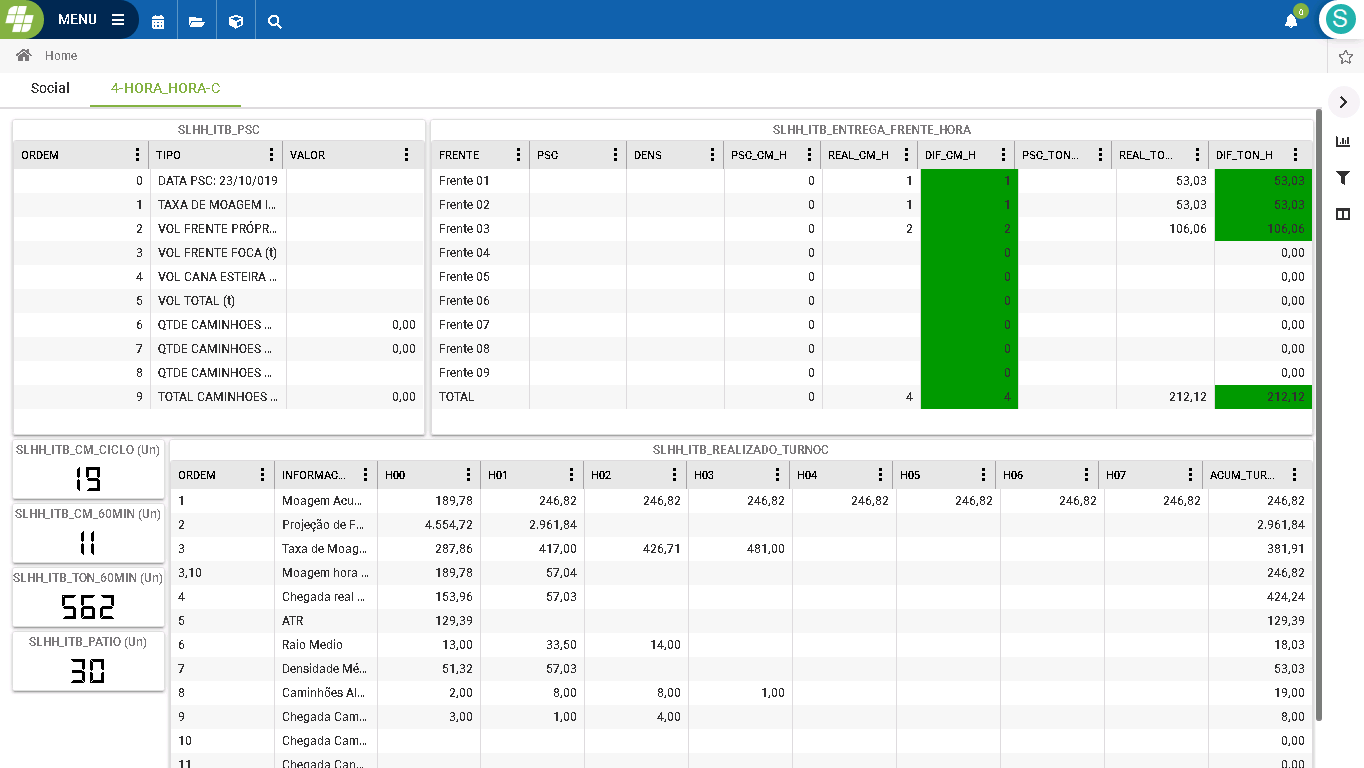 MENU
0
S
Home
Social 4-HORA_HORA-C
SLHH_ITB_PSC
ORDEM TIPO VALOR
0 DATA PSC: 23/10/019
1 TAXA DE MOAGEM I...
2 VOL FRENTE PRÓPR...
3 VOL FRENTE FOCA (t)
4 VOL CANA ESTEIRA ...
5 VOL TOTAL (t)
6 QTDE CAMINHOES ... 0,00
7 QTDE CAMINHOES ... 0,00
8 QTDE CAMINHOES ...
9 TOTAL CAMINHOES ... 0,00
SLHH_ITB_ENTREGA_FRENTE_HORA
FRENTE PSC DENS PSC_CM_H REAL_CM_H DIF_CM_H PSC_TON... REAL_TO... DIF_TON_H
Frente 01 0 1 1 53,03 53,03
Frente 02 0 1 1 53,03 53,03
Frente 03 0 2 2 106,06 106,06
Frente 04 0 0 0,00
Frente 05 0 0 0,00
Frente 06 0 0 0,00
Frente 07 0 0 0,00
Frente 08 0 0 0,00
Frente 09 0 0 0,00
TOTAL 0 4 4 212,12 212,12
SLHH_ITB_CM_CICLO (Un)
19
SLHH_ITB_CM_60MIN (Un)
11
SLHH_ITB_TON_60MIN (Un)
562
SLHH_ITB_PATIO (Un)
30
SLHH_ITB_REALIZADO_TURNOC
ORDEM INFORMAC... H00 H01 H02 H03 H04 H05 H06 H07 ACUM_TUR...
1 Moagem Acu... 189,78 246,82 246,82 246,82 246,82 246,82 246,82 246,82 246,82
2 Projeção de F... 4.554,72 2.961,84 2.961,84
3 Taxa de Moag... 287,86 417,00 426,71 481,00 381,91
3,10 Moagem hora ... 189,78 57,04 246,82
4 Chegada real ... 153,96 57,03 424,24
5 ATR 129,39 129,39
6 Raio Medio 13,00 33,50 14,00 18,03
7 Densidade Mé... 51,32 57,03 53,03
8 Caminhões Al... 2,00 8,00 8,00 1,00 19,00
9 Chegada Cam... 3,00 1,00 4,00 8,00
10 Chegada Cam... 0,00
11 Chegada Can... 0,00